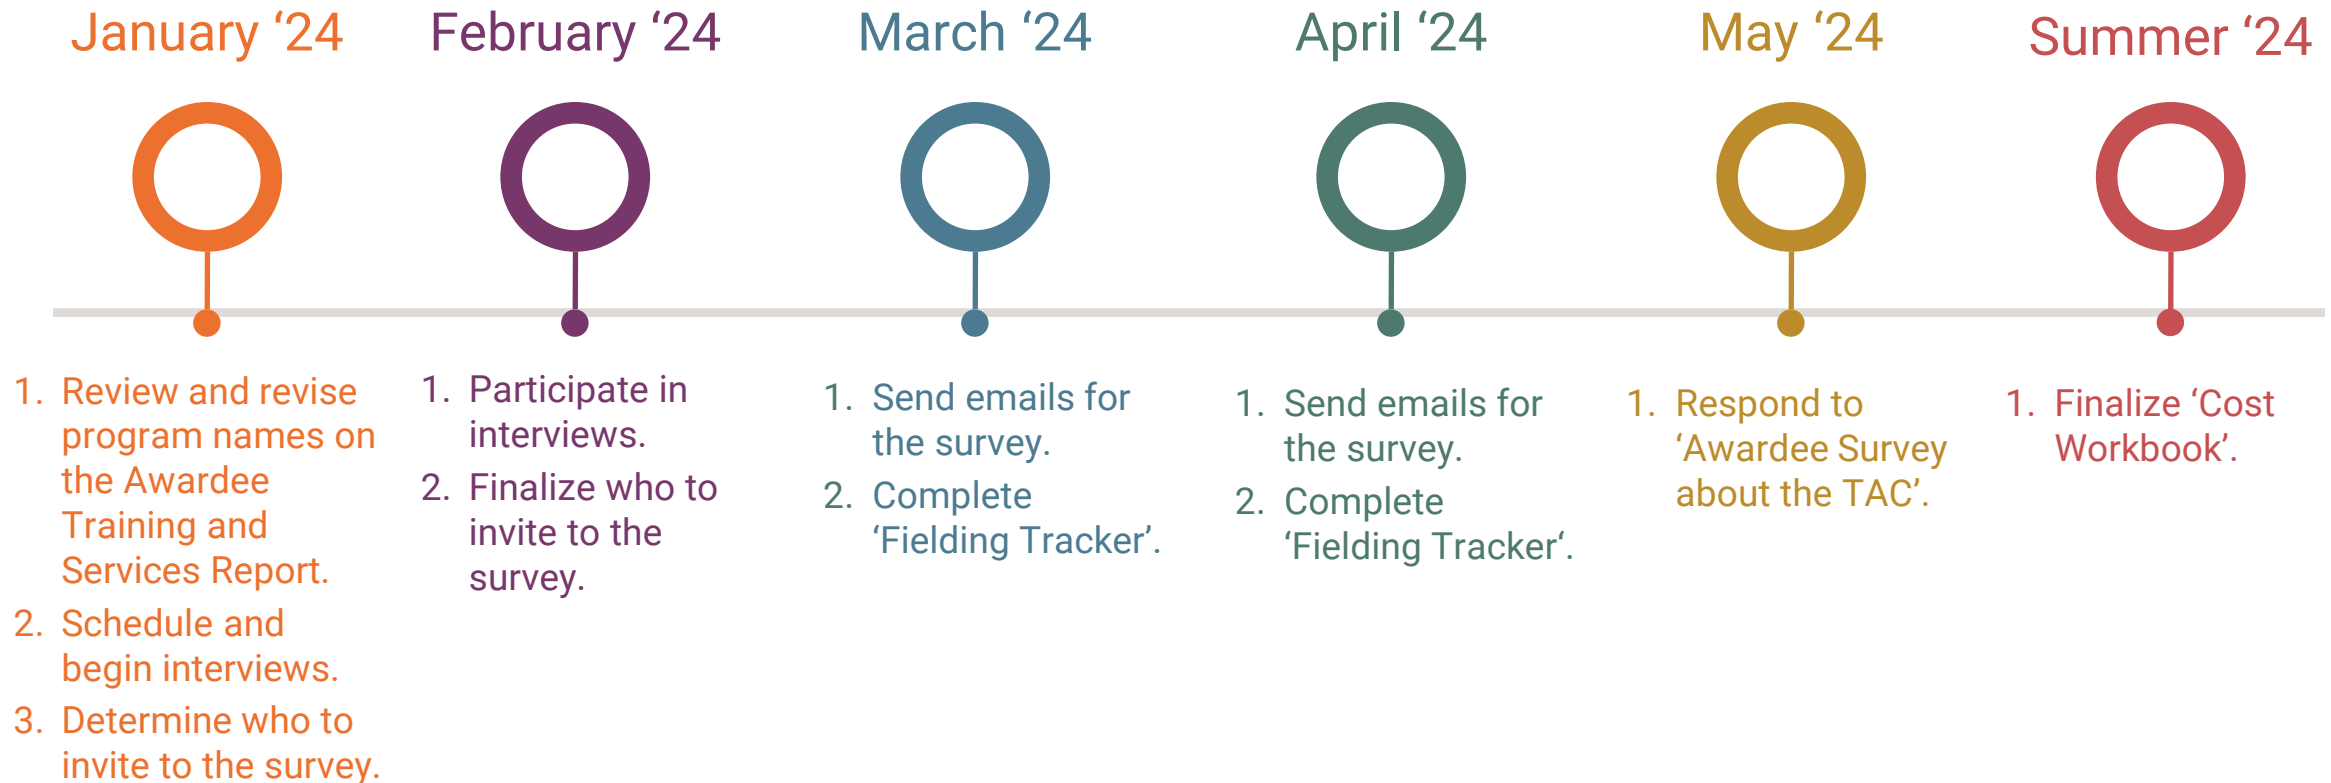 January ‘24
February ‘24
March ‘24
April ‘24
May ‘24
Summer ‘24
1. Review and revise
program names on
the Awardee
Training and
Services Report.
2. Schedule and
begin interviews.
3. Determine who to
invite to the survey.
1. Participate in
interviews.
2. Finalize who to
invite to the
survey.
1. Send emails for
the survey.
2. Complete
‘Fielding Tracker’.
1. Send emails for
the survey.
2. Complete
‘Fielding Tracker‘.
1. Respond to
‘Awardee Survey
about the TAC’.
1. Finalize ‘Cost
Workbook’.